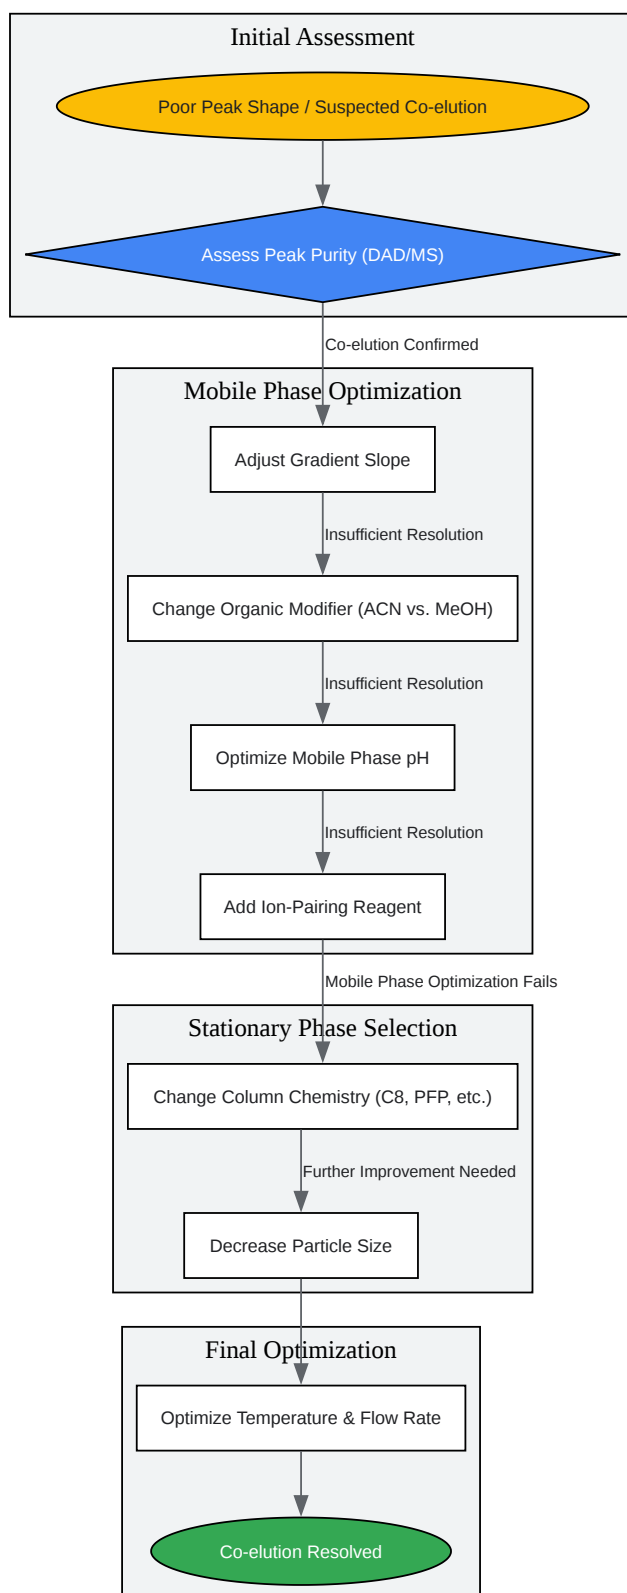 Initial Assessment
Poor Peak Shape / Suspected Co-elution
Assess Peak Purity (DAD/MS)
Co-elution Confirmed
Mobile Phase Optimization
Adjust Gradient Slope
Insufficient Resolution
Change Organic Modifier (ACN vs. MeOH)
Insufficient Resolution
Optimize Mobile Phase pH
Insufficient Resolution
Add Ion-Pairing Reagent
Mobile Phase Optimization Fails
Stationary Phase Selection
Change Column Chemistry (C8, PFP, etc.)
Further Improvement Needed
Decrease Particle Size
Final Optimization
Optimize Temperature & Flow Rate
Co-elution Resolved